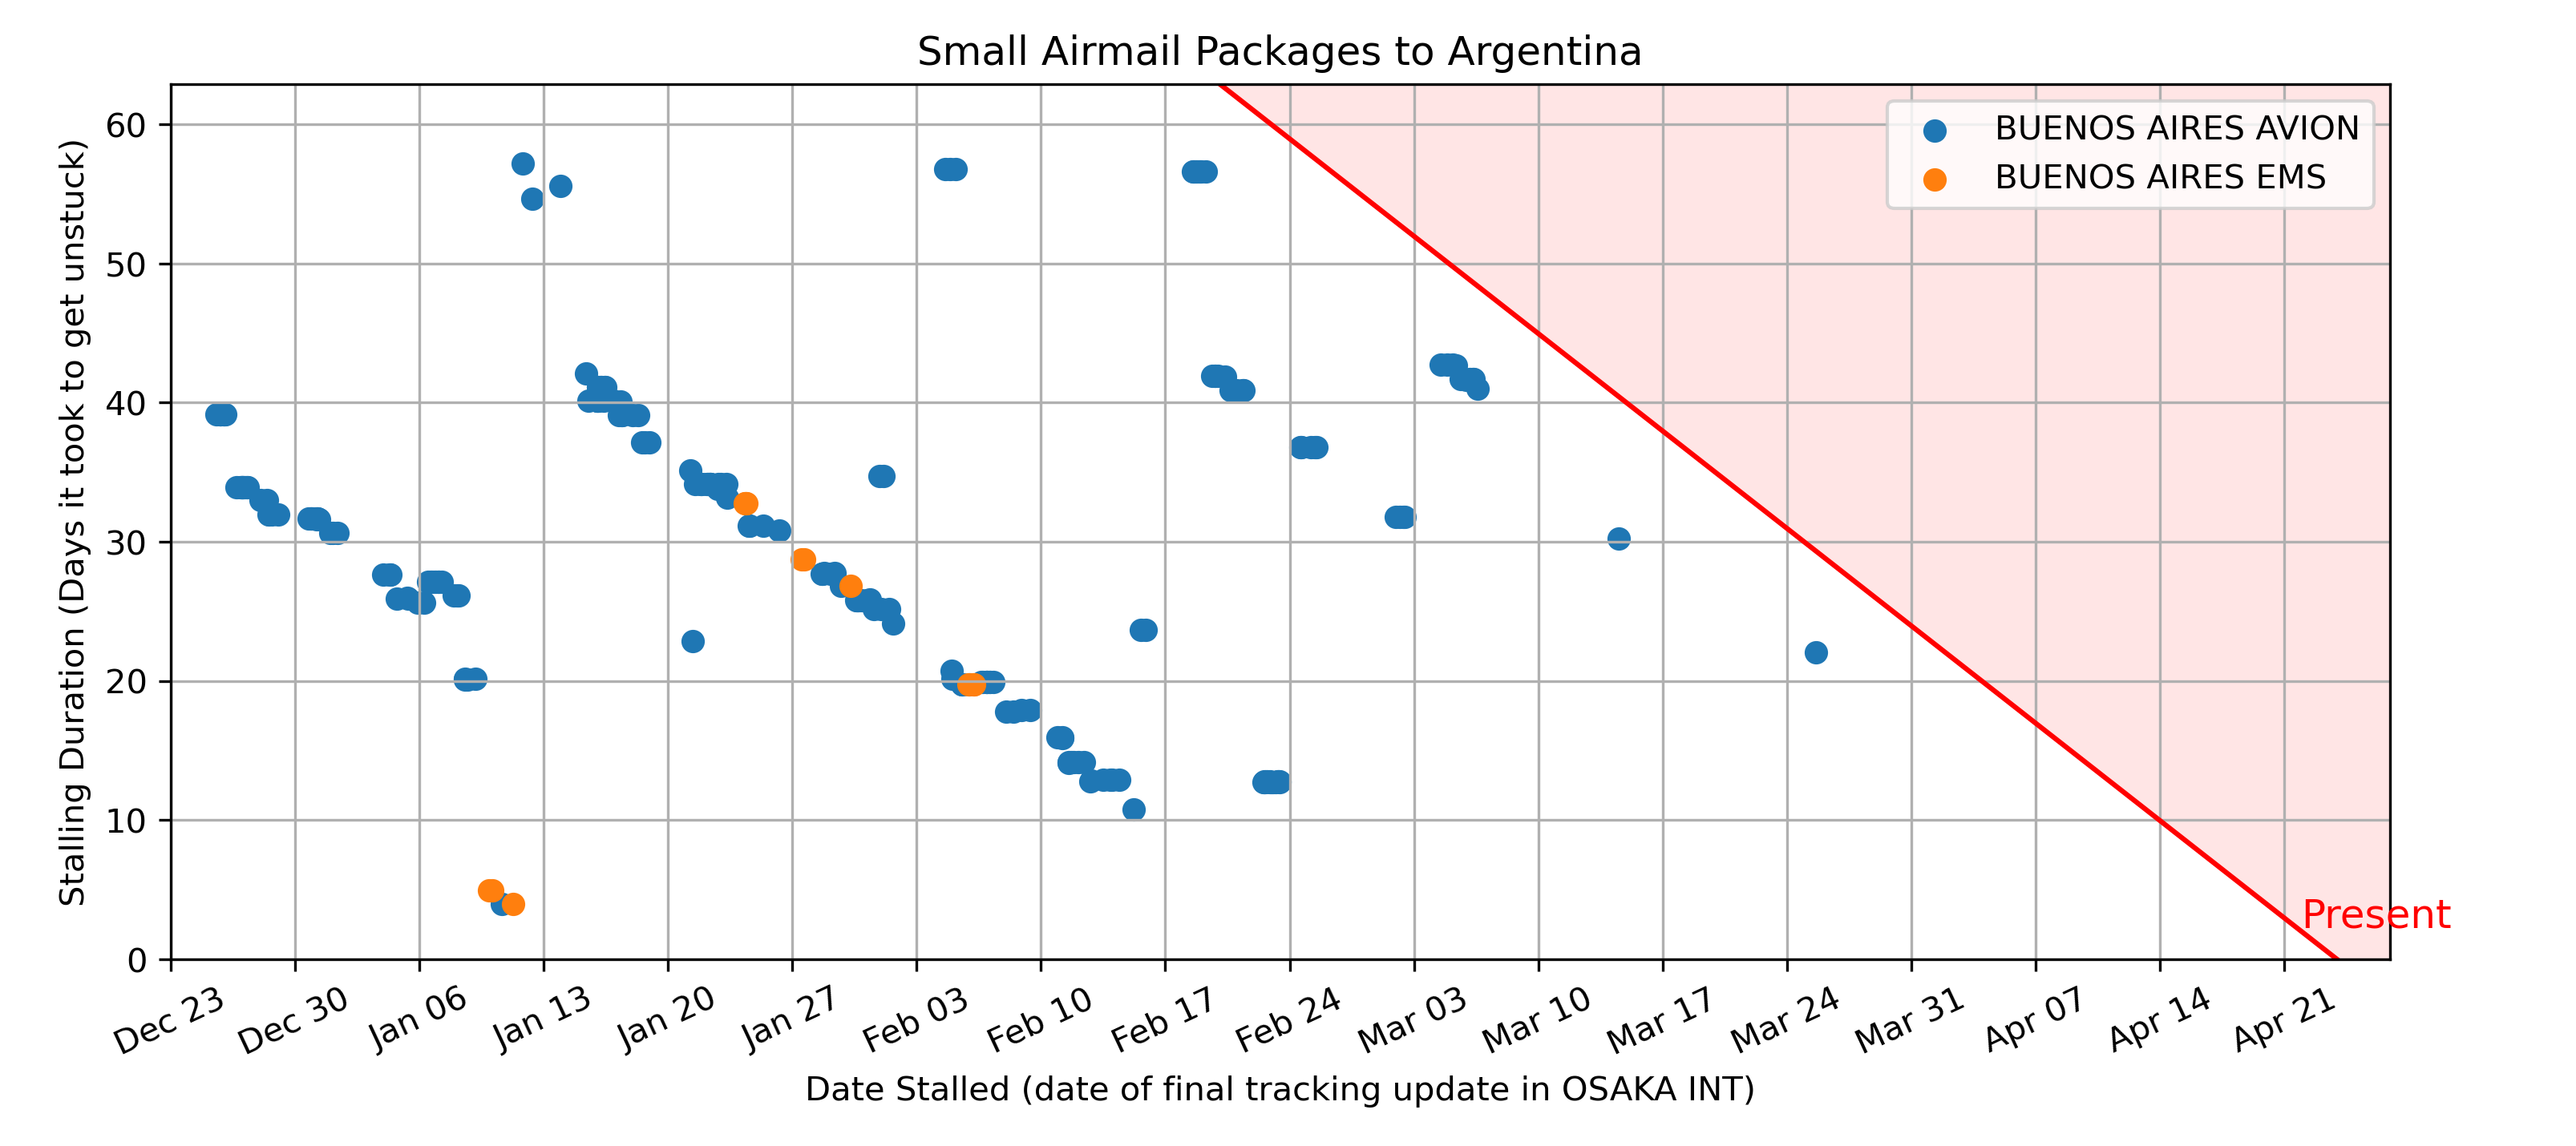 Small Airmail Packages to Argentina
BUENOS AIRES AVION
BUENOS AIRES EMS
Stalling Duration (Days it took to get unstuck)
60
50
40
30
20
10
0
Present
Dec 23
Dec 30
Jan 06
Jan 13
Jan 20
Jan 27
Feb 03
Feb 10
Feb 17
Feb 24
Mar 03
Mar 10
Mar 17
Mar 24
Mar 31
Apr 07
Apr 14
Apr 21
Date Stalled (date of final tracking update in OSAKA INT)